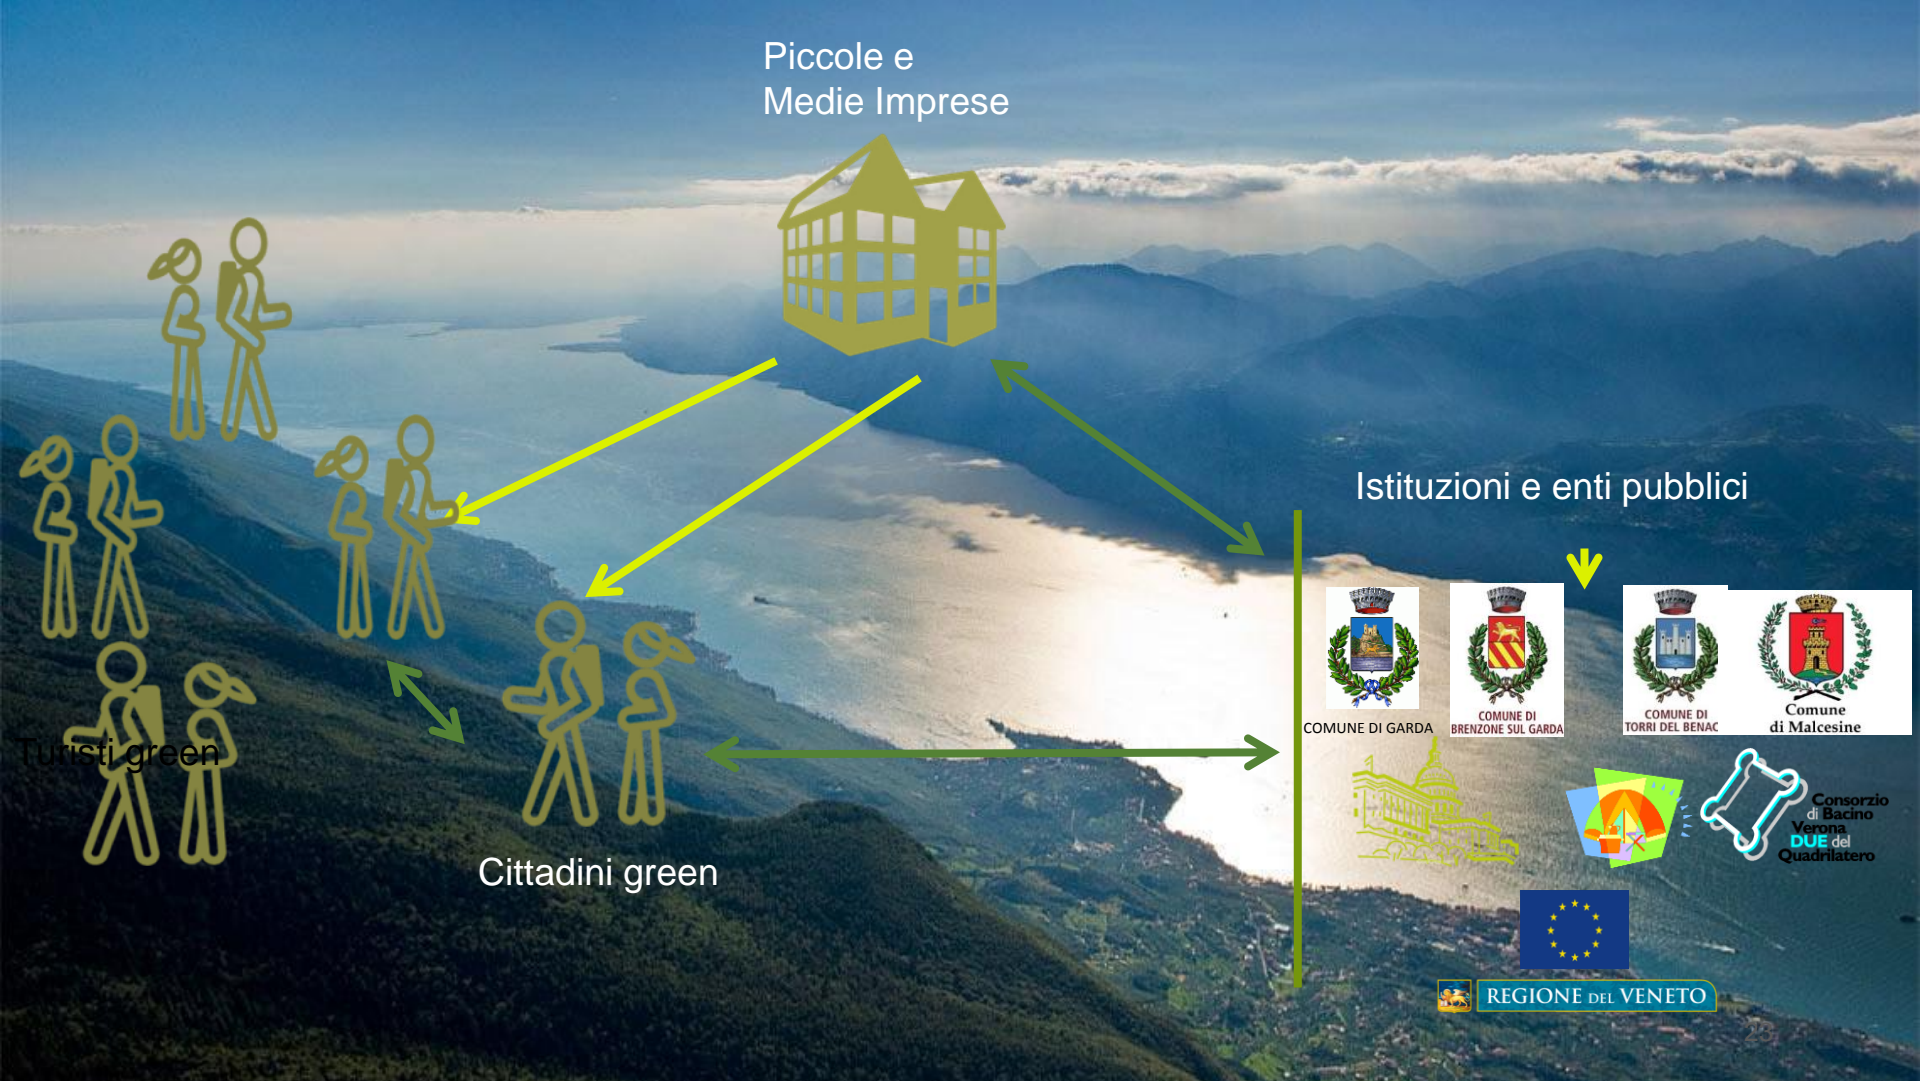 Piccole e
Medie Imprese
Istituzioni e enti pubblici
COMUNE DI GARDA
COMUNE DI
BRENZONE SUL GARDA
COMUNE DI
TORRI DEL BENAC
Comune
di Malcesine
Turisti green
Consorzio
di Bacino
Verona
DUE del
Quadrilatero
Cittadini green
REGIONE DEL VENETO
23